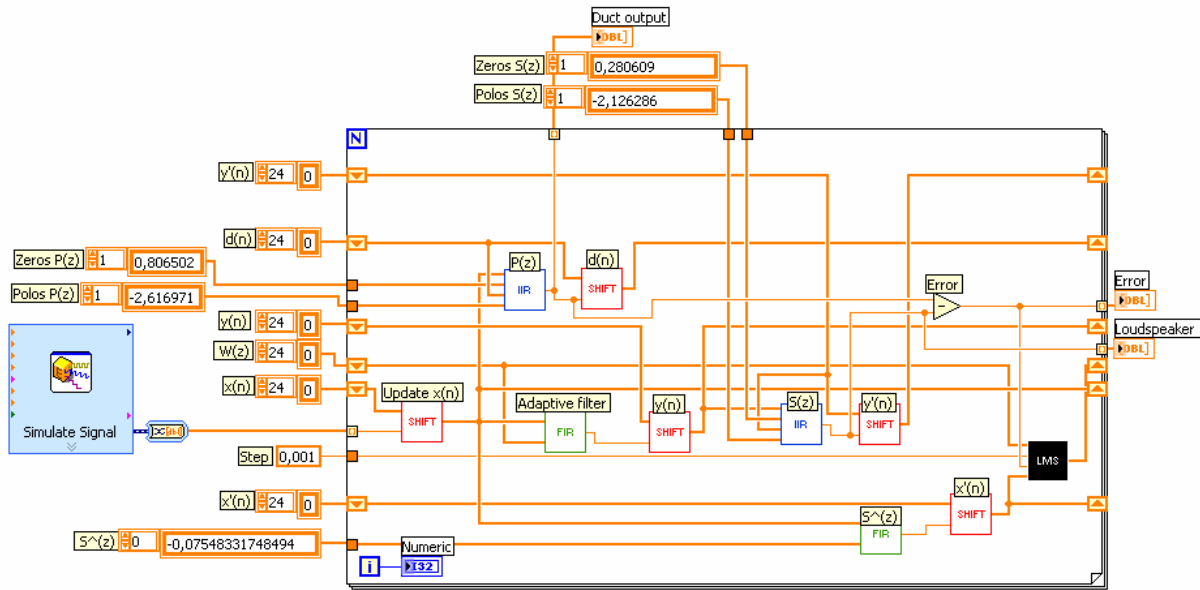 Duct output
DBL
Zeros S(z) 1 0,280609
Polos S(z) 1 -2,126286
N
y'(n) 24 0
d(n) 24 0
Zeros P(z) 1 0,806502
P(z)
d(n)
IIR
SHIFT
Polos P(z) 1 -2,616971
Error
Error
DBL
y(n) 24 0
Loudspeaker
DBL
W(z) 24 0
x(n) 24 0
Update x(n)
SHIFT
Adaptive filter
FIR
y(n)
SHIFT
S(z)
IIR
y'(n)
SHIFT
Simulate Signal
Step 0,001
LMS
x'(n) 24 0
x'(n)
SHIFT
S^(z)
FIR
S^(z) 0 -0,07548331748494
Numeric
i
I32